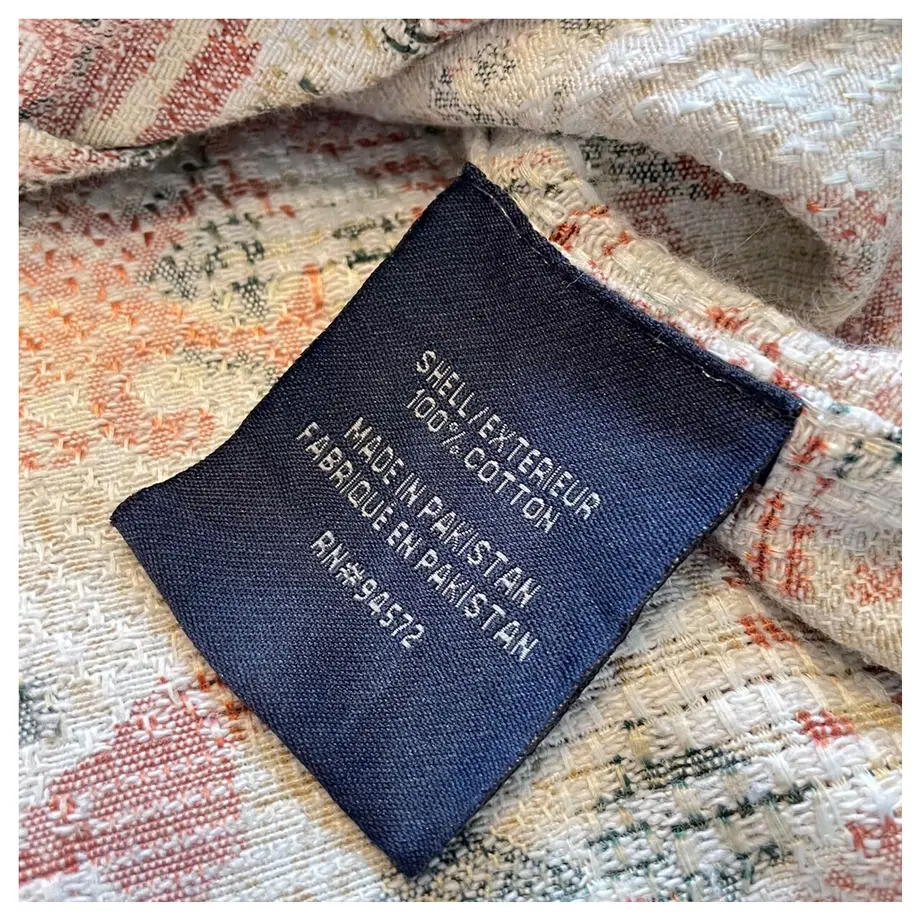 SHELL/EXTERIEUR
100% COTTON
MADE IN PAKISTAN
FABRIQUE EN PAKISTAN
RN#94572